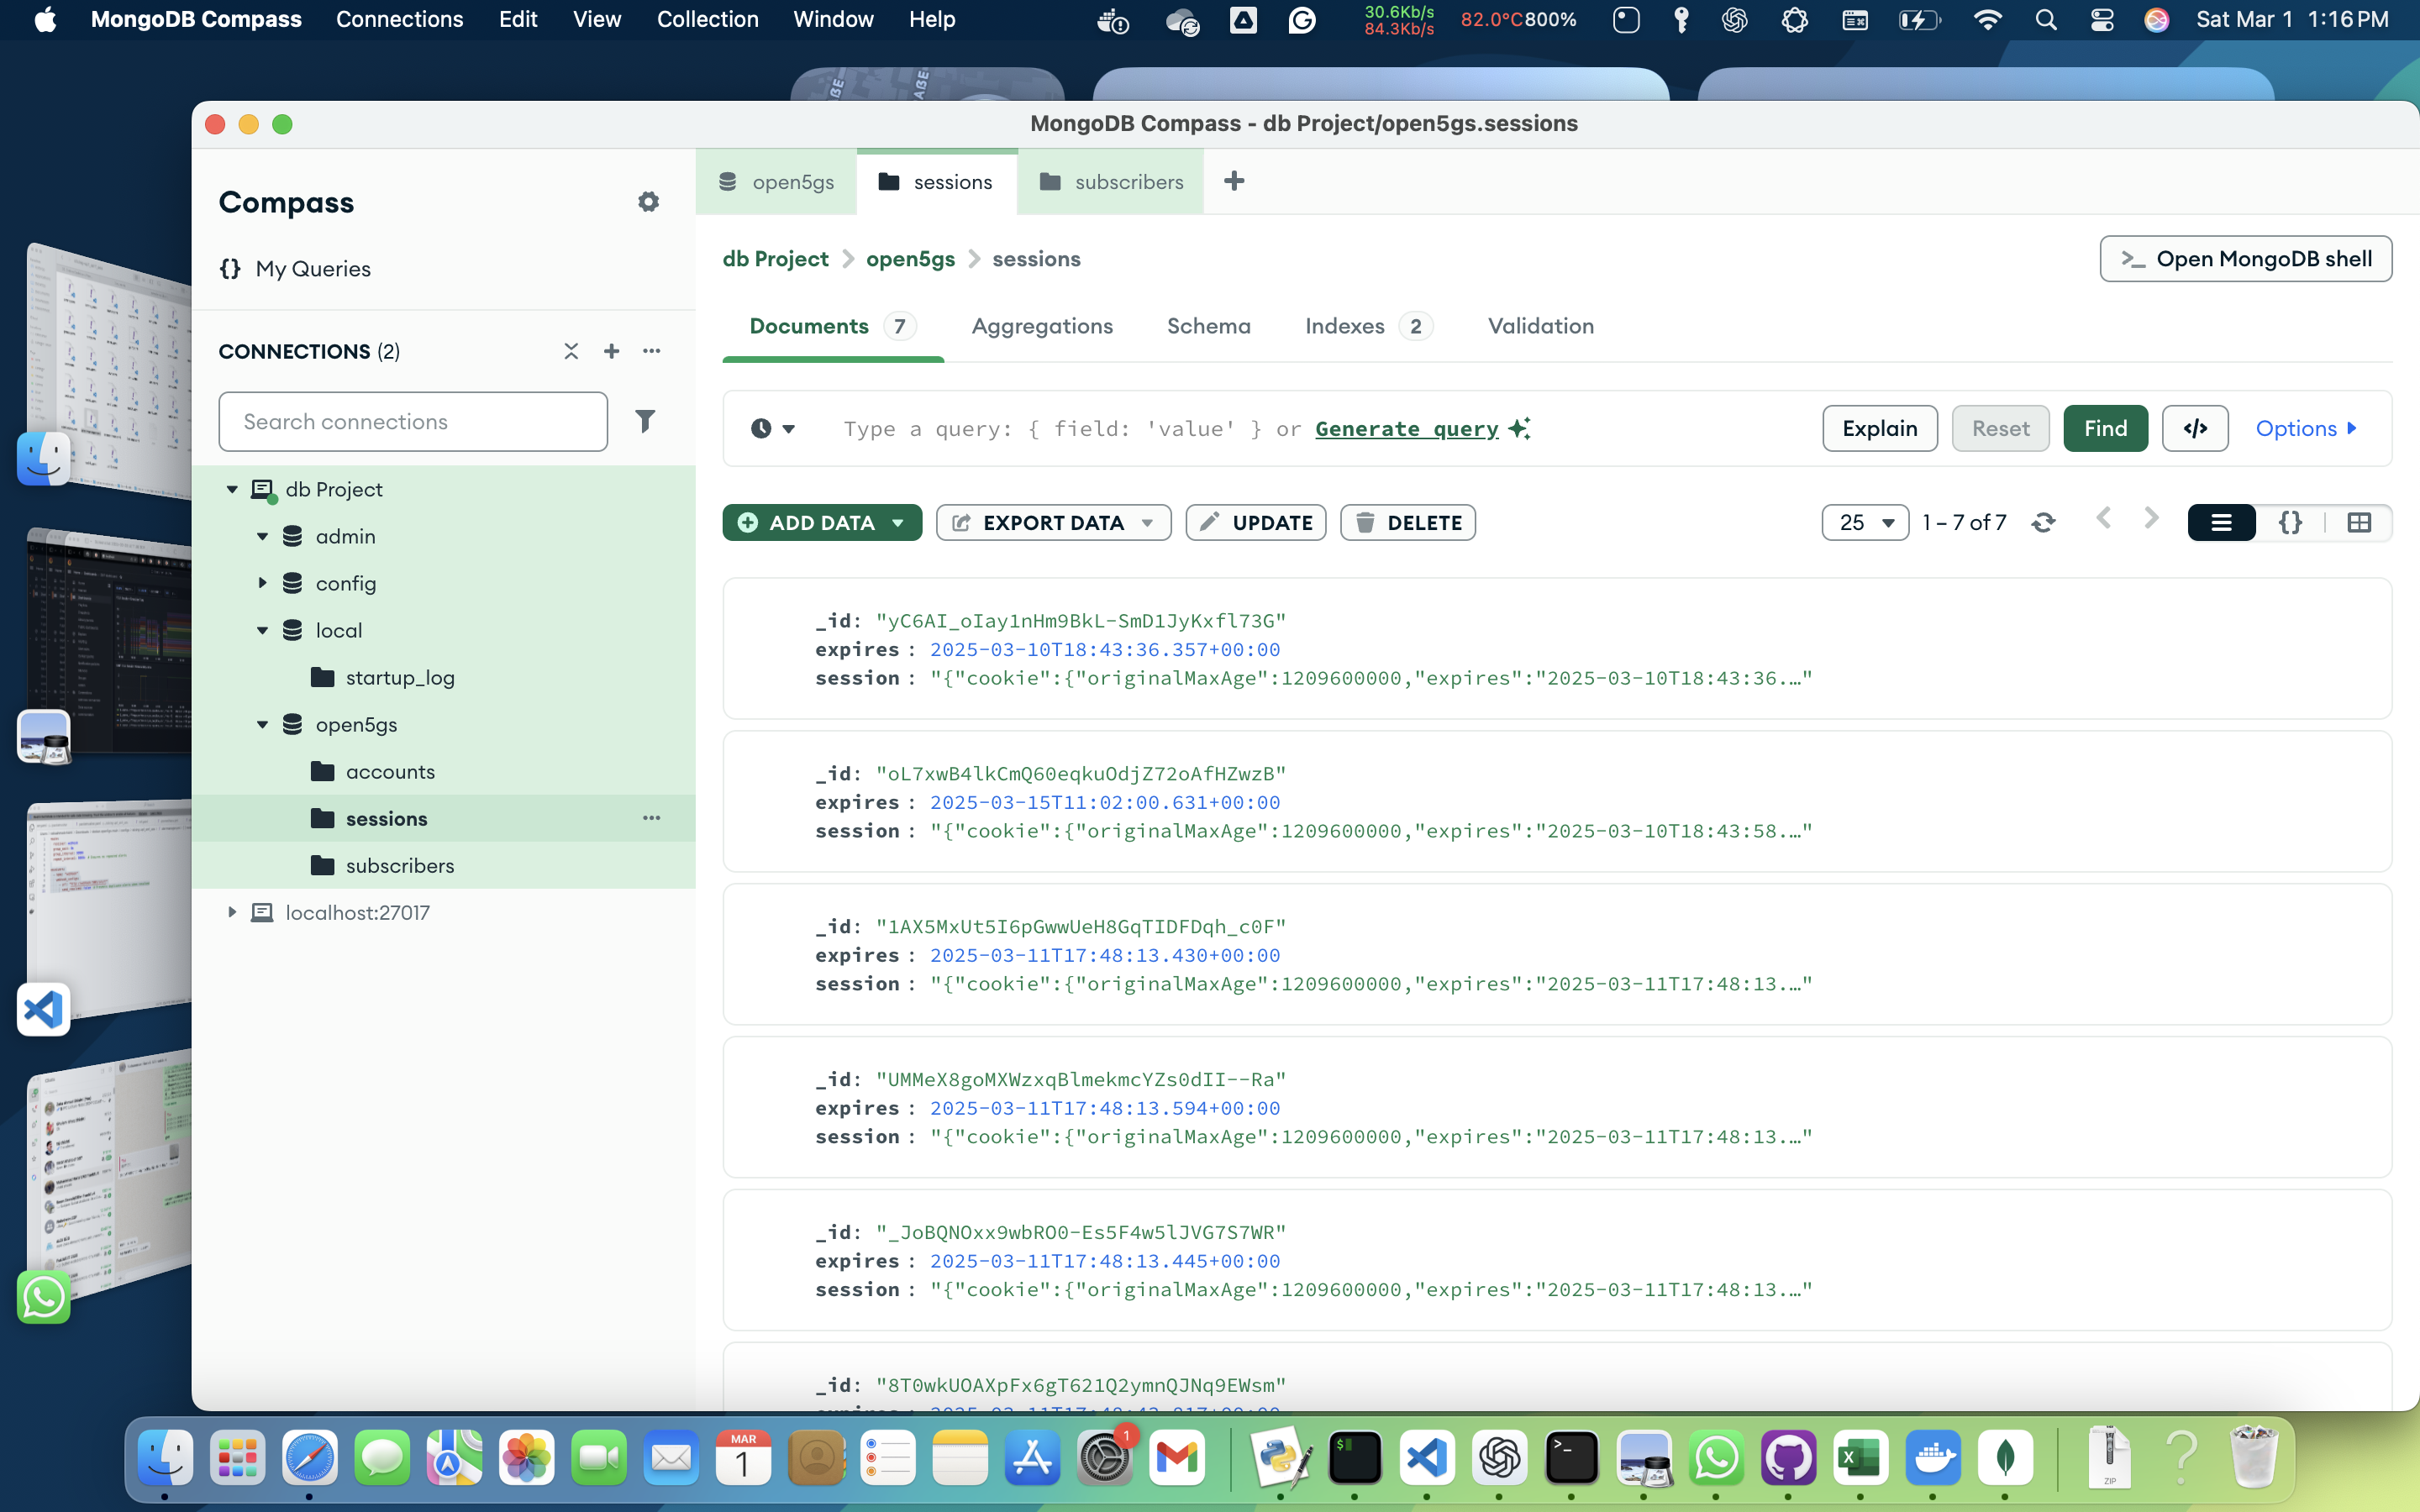 MongoDB Compass Connections Edit View Collection Window Help 30.6Kb/s 84.3Kb/s 82.0°C 800% Sat Mar 1 1:16 PM
MongoDB Compass - db Project/open5gs.sessions
Compass
My Queries
CONNECTIONS (2)
Search connections
db Project
admin
config
local
startup_log
open5gs
accounts
sessions
subscribers
localhost:27017
open5gs sessions subscribers
db Project > open5gs > sessions
>_ Open MongoDB shell
Documents 7 Aggregations Schema Indexes 2 Validation
Type a query: { field: 'value' } or Generate query
Explain Reset Find </> Options
ADD DATA EXPORT DATA UPDATE DELETE
25 1 – 7 of 7
_id: "yC6AI_oIay1nHm9BkL-SmD1JyKxfl73G"
expires : 2025-03-10T18:43:36.357+00:00
session : "{"cookie":{"originalMaxAge":1209600000,"expires":"2025-03-10T18:43:36.…"
_id: "oL7xwB4lkCmQ60eqkuOdjZ72oAfHZwzB"
expires : 2025-03-15T11:02:00.631+00:00
session : "{"cookie":{"originalMaxAge":1209600000,"expires":"2025-03-10T18:43:58.…"
_id: "1AX5MxUt5I6pGwwUeH8GqTIDFDqh_c0F"
expires : 2025-03-11T17:48:13.430+00:00
session : "{"cookie":{"originalMaxAge":1209600000,"expires":"2025-03-11T17:48:13.…"
_id: "UMMeX8goMXWzxqBlmekmcYZs0dII--Ra"
expires : 2025-03-11T17:48:13.594+00:00
session : "{"cookie":{"originalMaxAge":1209600000,"expires":"2025-03-11T17:48:13.…"
_id: "_JoBQNOxx9wbRO0-Es5F4w5lJVG7S7WR"
expires : 2025-03-11T17:48:13.445+00:00
session : "{"cookie":{"originalMaxAge":1209600000,"expires":"2025-03-11T17:48:13.…"
_id: "8T0wkUOAXpFx6gT621Q2ymnQJNq9EWsm"
MAR
1
1
ZIP